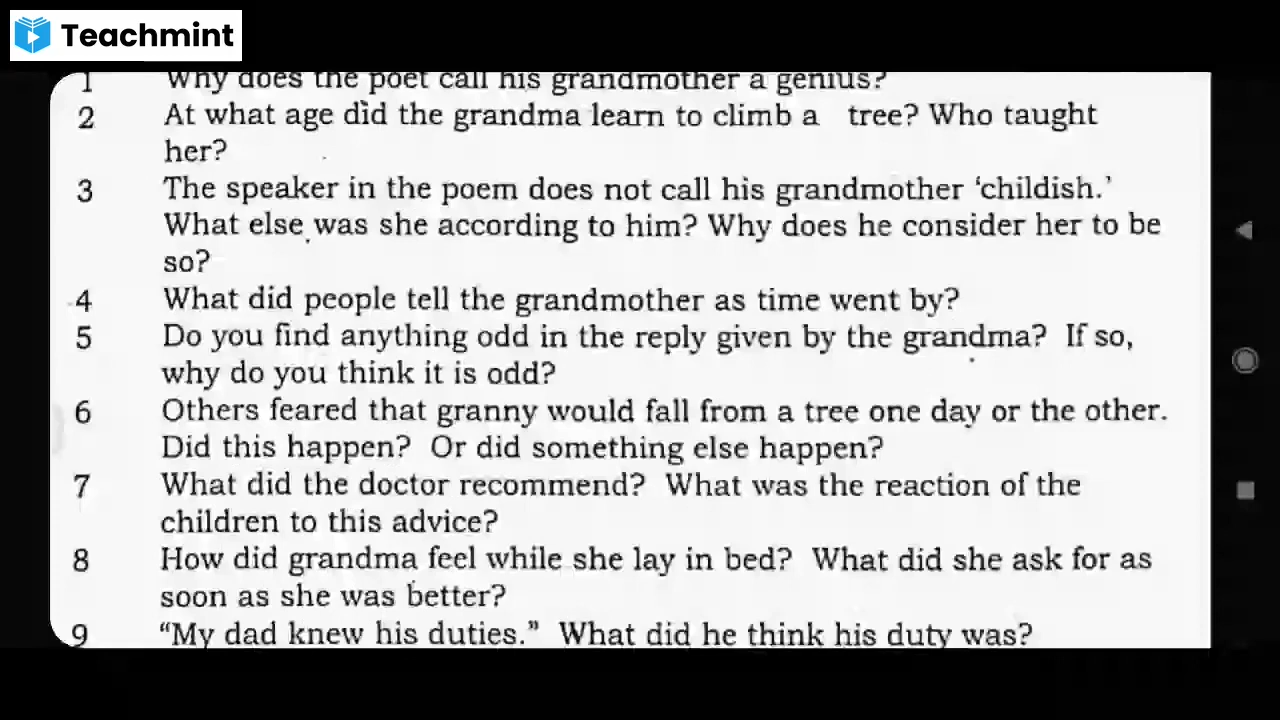 Teachmint
1 Why does the poet call his grandmother a genius?
2 At what age did the grandma learn to climb a tree? Who taught
her?
3 The speaker in the poem does not call his grandmother ‘childish.’
What else was she according to him? Why does he consider her to be
so?
4 What did people tell the grandmother as time went by?
5 Do you find anything odd in the reply given by the grandma? If so,
why do you think it is odd?
6 Others feared that granny would fall from a tree one day or the other.
Did this happen? Or did something else happen?
7 What did the doctor recommend? What was the reaction of the
children to this advice?
8 How did grandma feel while she lay in bed? What did she ask for as
soon as she was better?
9 “My dad knew his duties.” What did he think his duty was?